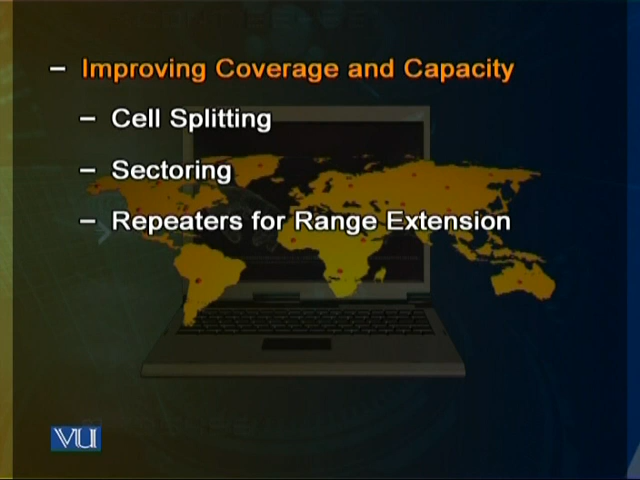 – Improving Coverage and Capacity
– Cell Splitting
– Sectoring
– Repeaters for Range Extension
VU